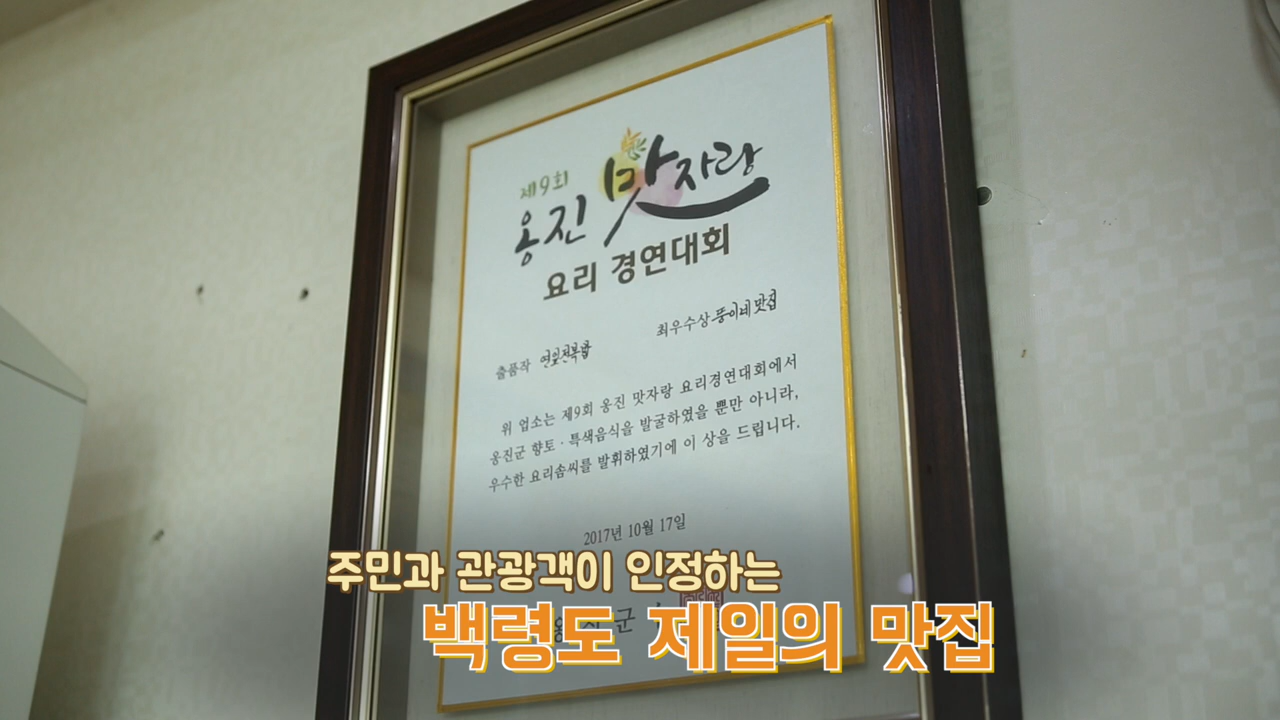 제9회
옹진 맛자랑
요리 경연대회
최우수상 뚱이네맛집
출품작 연잎전복밥
위 업소는 제9회 옹진 맛자랑 요리경연대회에서
옹진군 향토·특색음식을 발굴하였을 뿐만 아니라,
우수한 요리솜씨를 발휘하였기에 이 상을 드립니다.
2017년 10월 17일
주민과 관광객이 인정하는
백령도 제일의 맛집